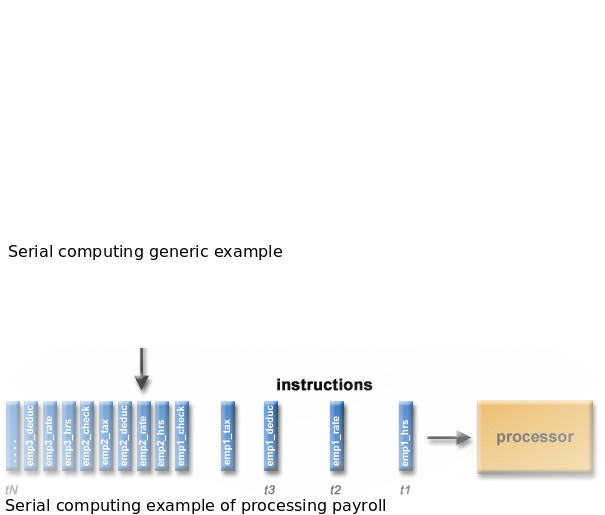 Serial computing generic example
instructions
. . . . emp3_deduc emp3_rate emp3_hrs emp2_check emp2_tax emp2_deduc emp2_rate emp2_hrs emp1_check emp1_tax emp1_deduc emp1_rate emp1_hrs processor
tN t3 t2 t1
Serial computing example of processing payroll